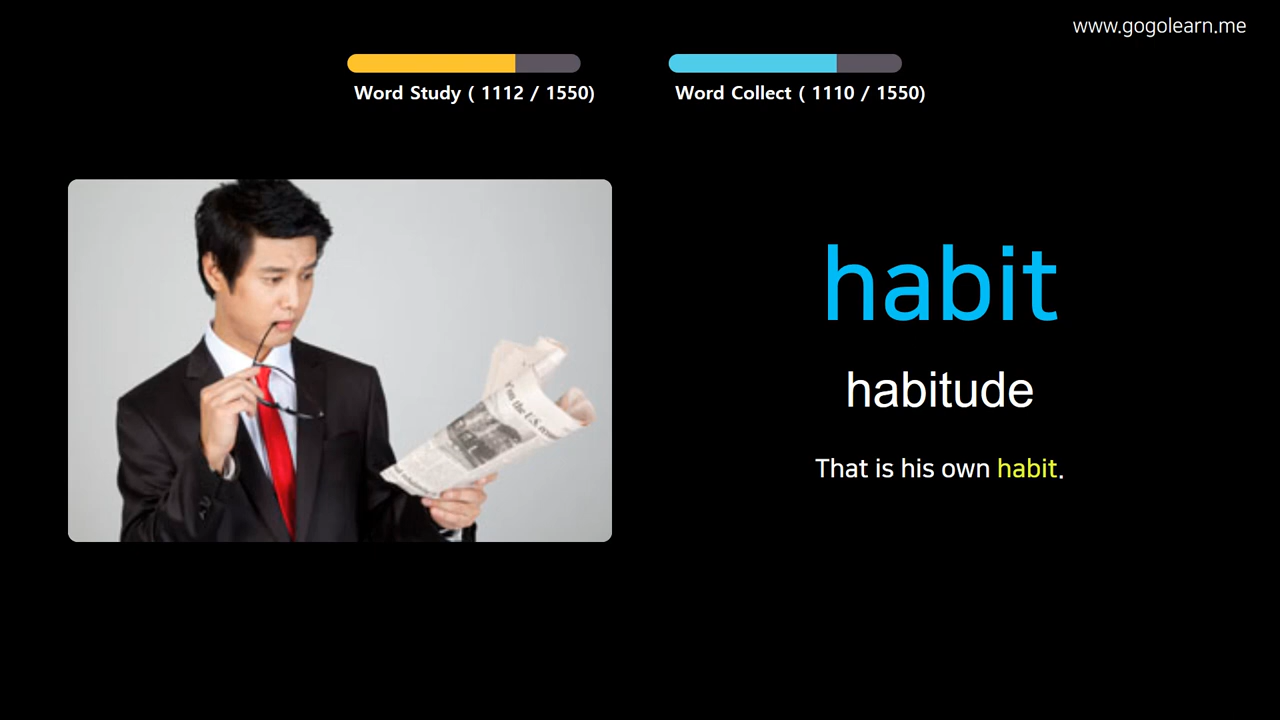 www.gogolearn.me
Word Study ( 1112 / 1550)
Word Collect ( 1110 / 1550)
habit
habitude
That is his own habit.